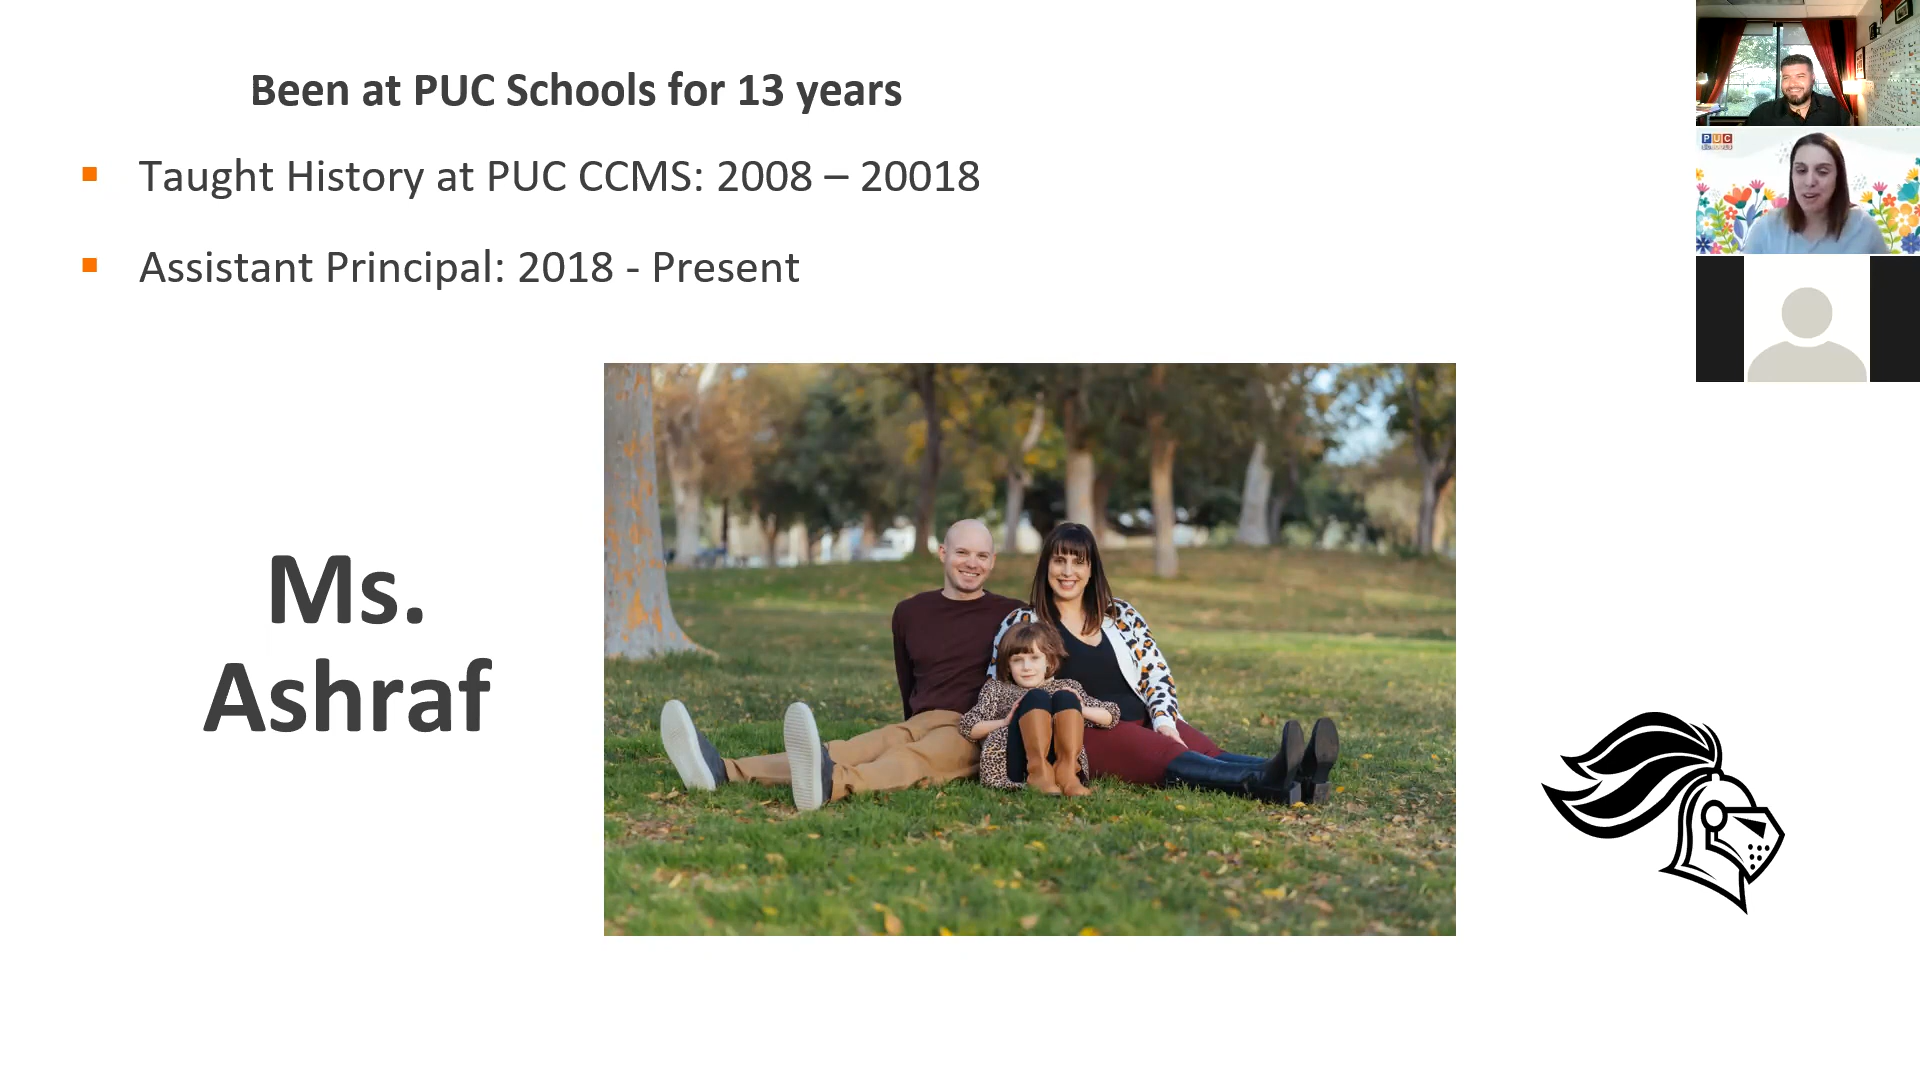 Been at PUC Schools for 13 years
Taught History at PUC CCMS: 2008 – 20018
Assistant Principal: 2018 - Present
Ms.
Ashraf
PUC